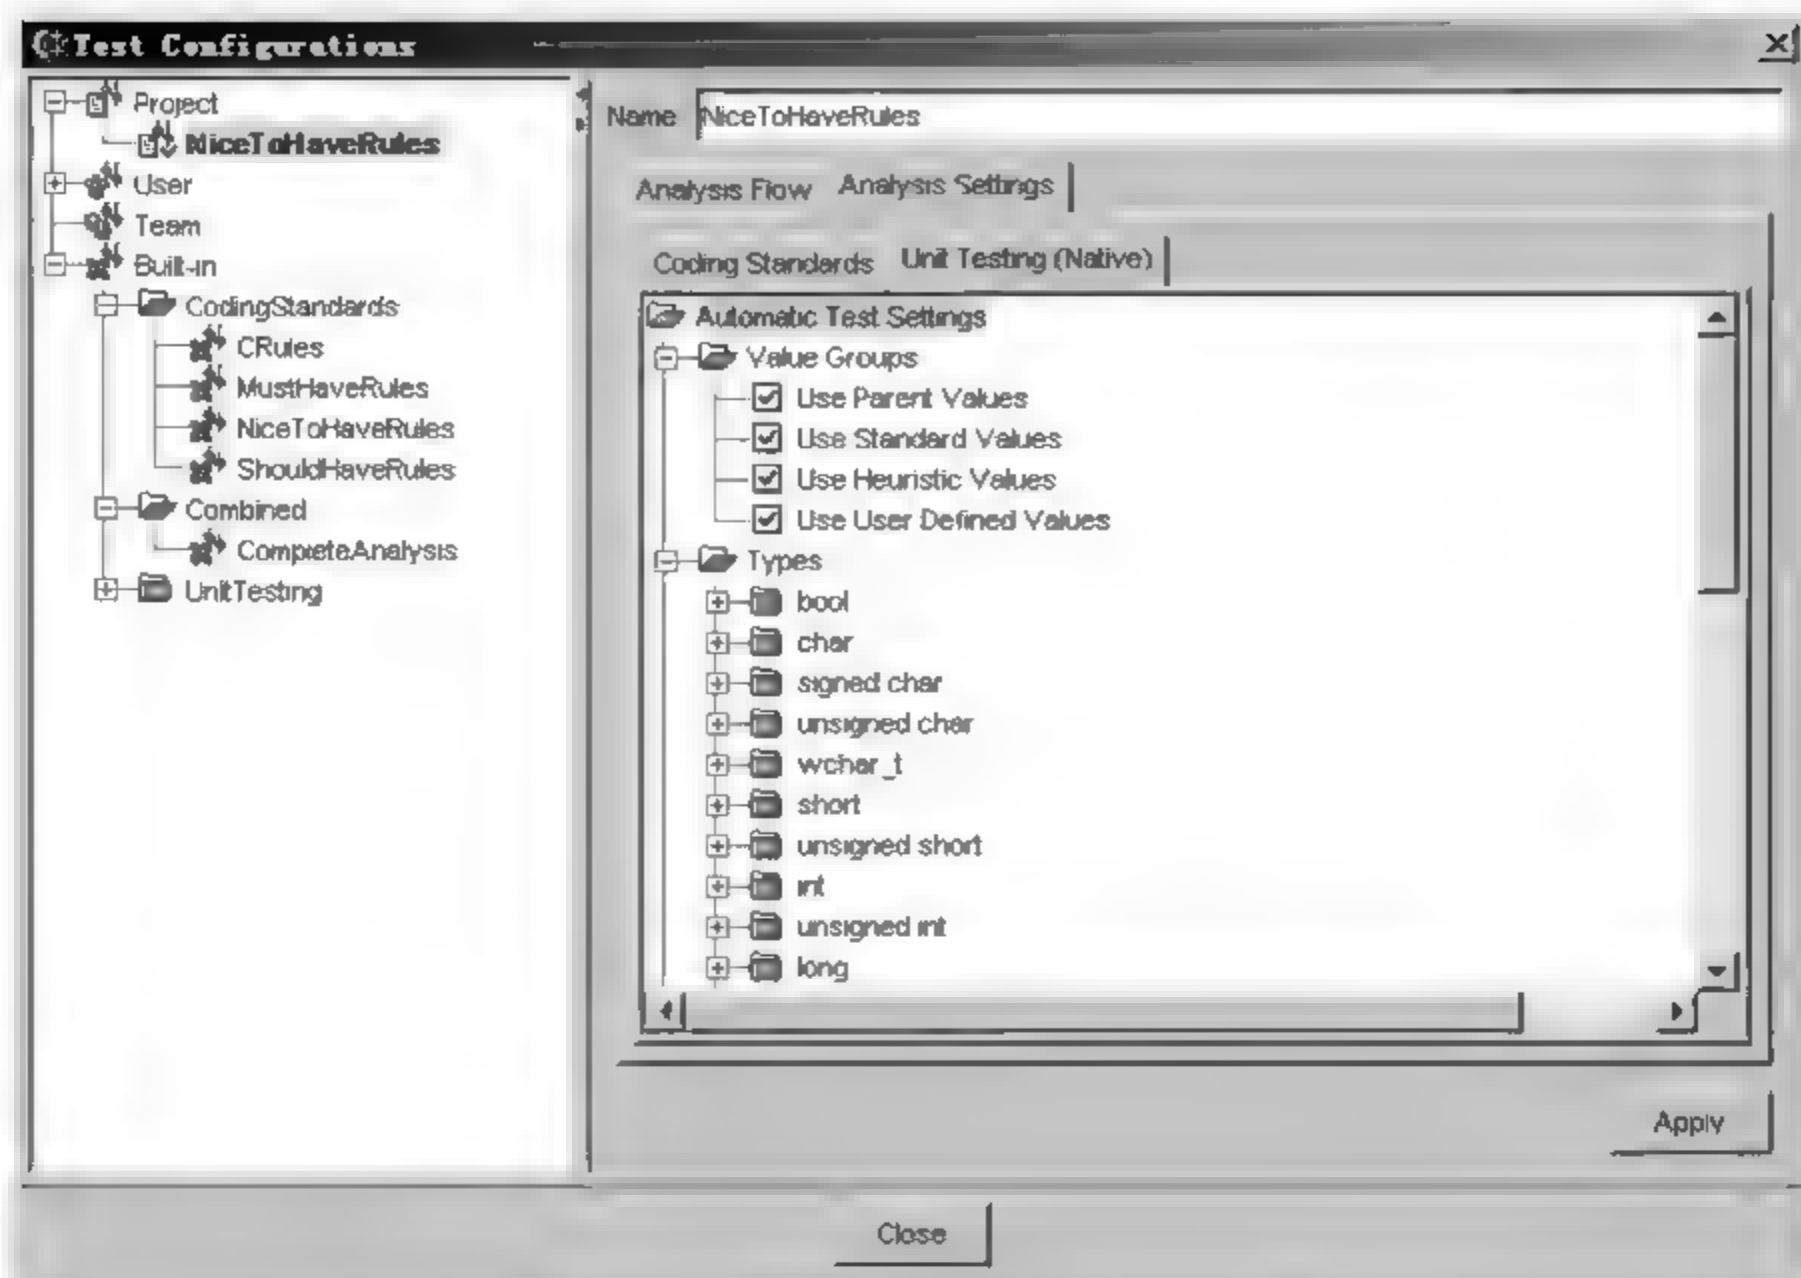 Test Configurations
Project
NiceToHaveRules
User
Team
Built-in
CodingStandards
CRules
MustHaveRules
NiceToHaveRules
ShouldHaveRules
Combined
CompleteAnalysis
UnitTesting
Name NiceToHaveRules
Analysis Flow Analysis Settings
Coding Standards Unit Testing (Native)
Automatic Test Settings
Value Groups
Use Parent Values
Use Standard Values
Use Heuristic Values
Use User Defined Values
Types
bool
char
signed char
unsigned char
wchar_t
short
unsigned short
int
unsigned int
long
Apply
Close